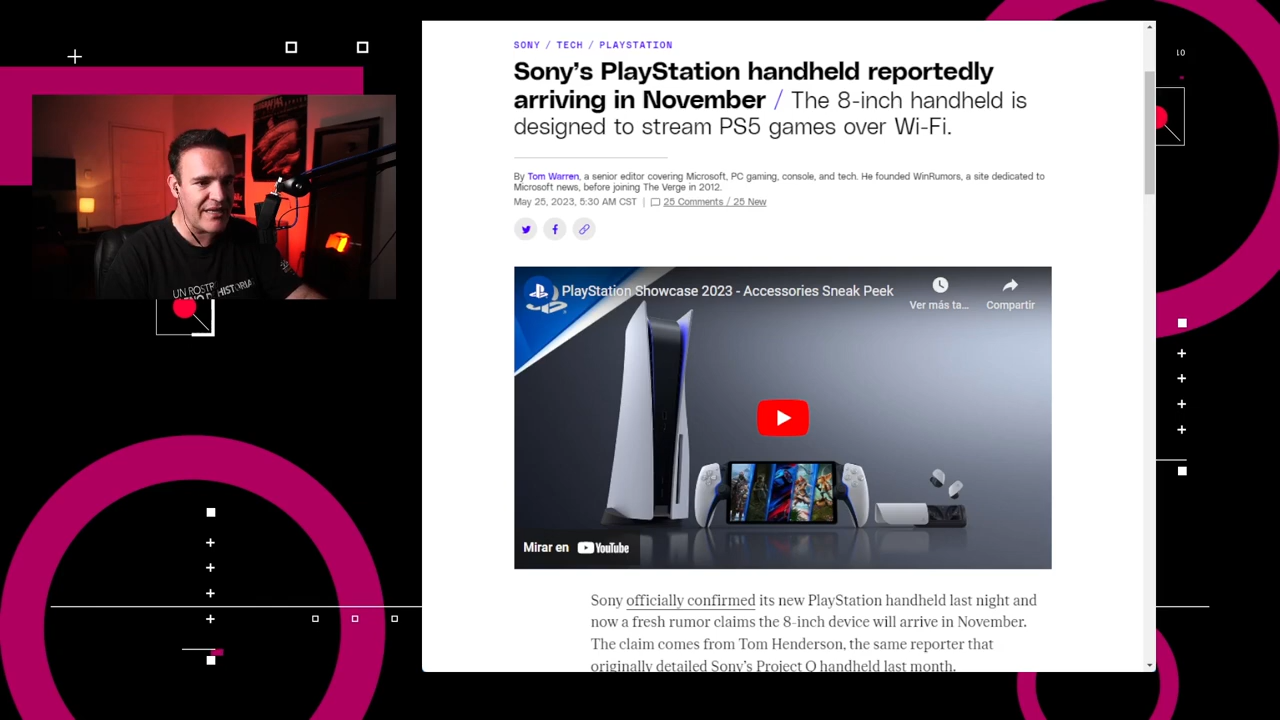 SONY / TECH / PLAYSTATION
Sony’s PlayStation handheld reportedly
arriving in November / The 8-inch handheld is
designed to stream PS5 games over Wi-Fi.
By Tom Warren, a senior editor covering Microsoft, PC gaming, console, and tech. He founded WinRumors, a site dedicated to
Microsoft news, before joining The Verge in 2012.
May 25, 2023, 5:30 AM CST | 25 Comments / 25 New
PlayStation Showcase 2023 - Accessories Sneak Peek
Ver más ta...
Compartir
Mirar en YouTube
Sony officially confirmed its new PlayStation handheld last night and
now a fresh rumor claims the 8-inch device will arrive in November.
The claim comes from Tom Henderson, the same reporter that
originally detailed Sony’s Project Q handheld last month.
UN ROSTR
HISTORIA
10